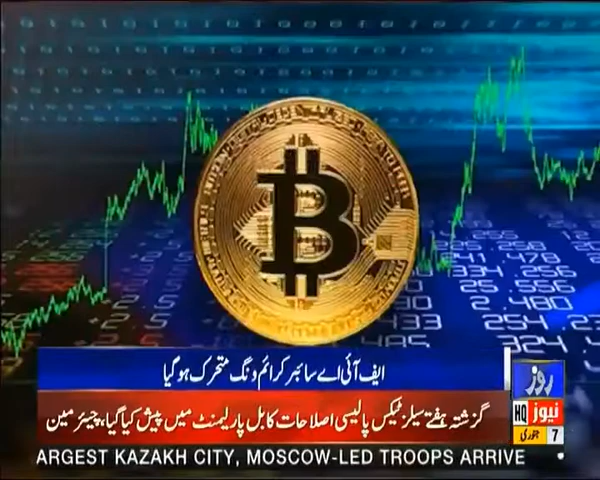 ایف آئی اے سائبر کرائم ونگ متحرک ہوگیا
گزشتہ ہفتے سیلز ٹیکس پالیسی اصلاحات کا بل پارلیمنٹ میں پیش کیا گیا، چیئرمین
روز
HQ نیوز
7 جنوری
ARGEST KAZAKH CITY, MOSCOW-LED TROOPS ARRIVE